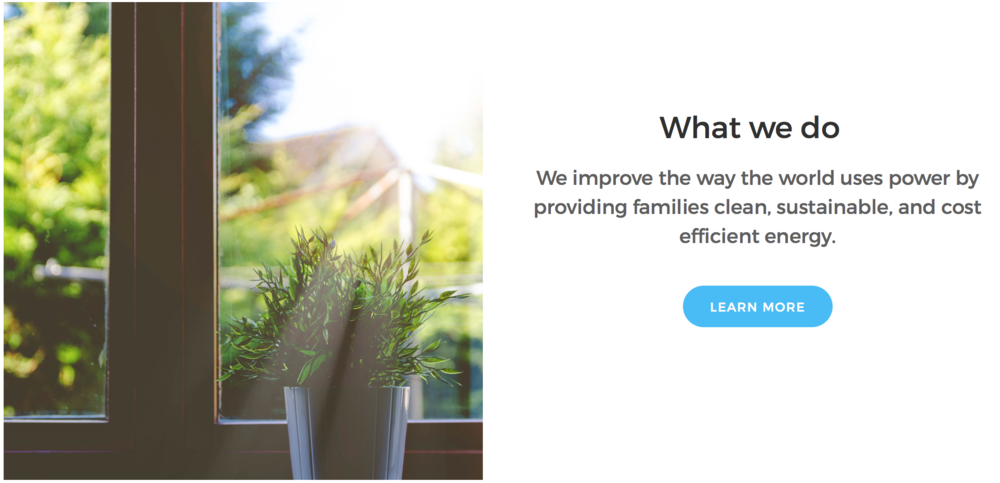 What we do
We improve the way the world uses power by
providing families clean, sustainable, and cost
efficient energy.
LEARN MORE